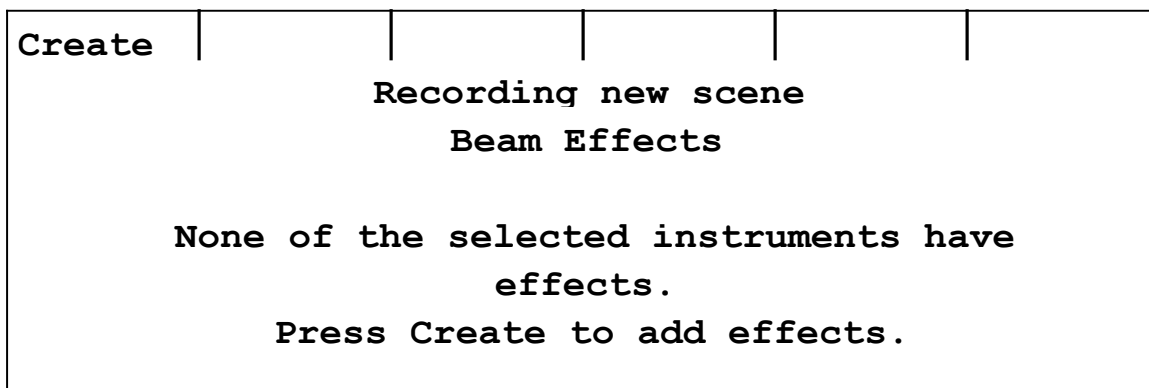 Create
Recording new scene
Beam Effects
None of the selected instruments have
effects.
Press Create to add effects.